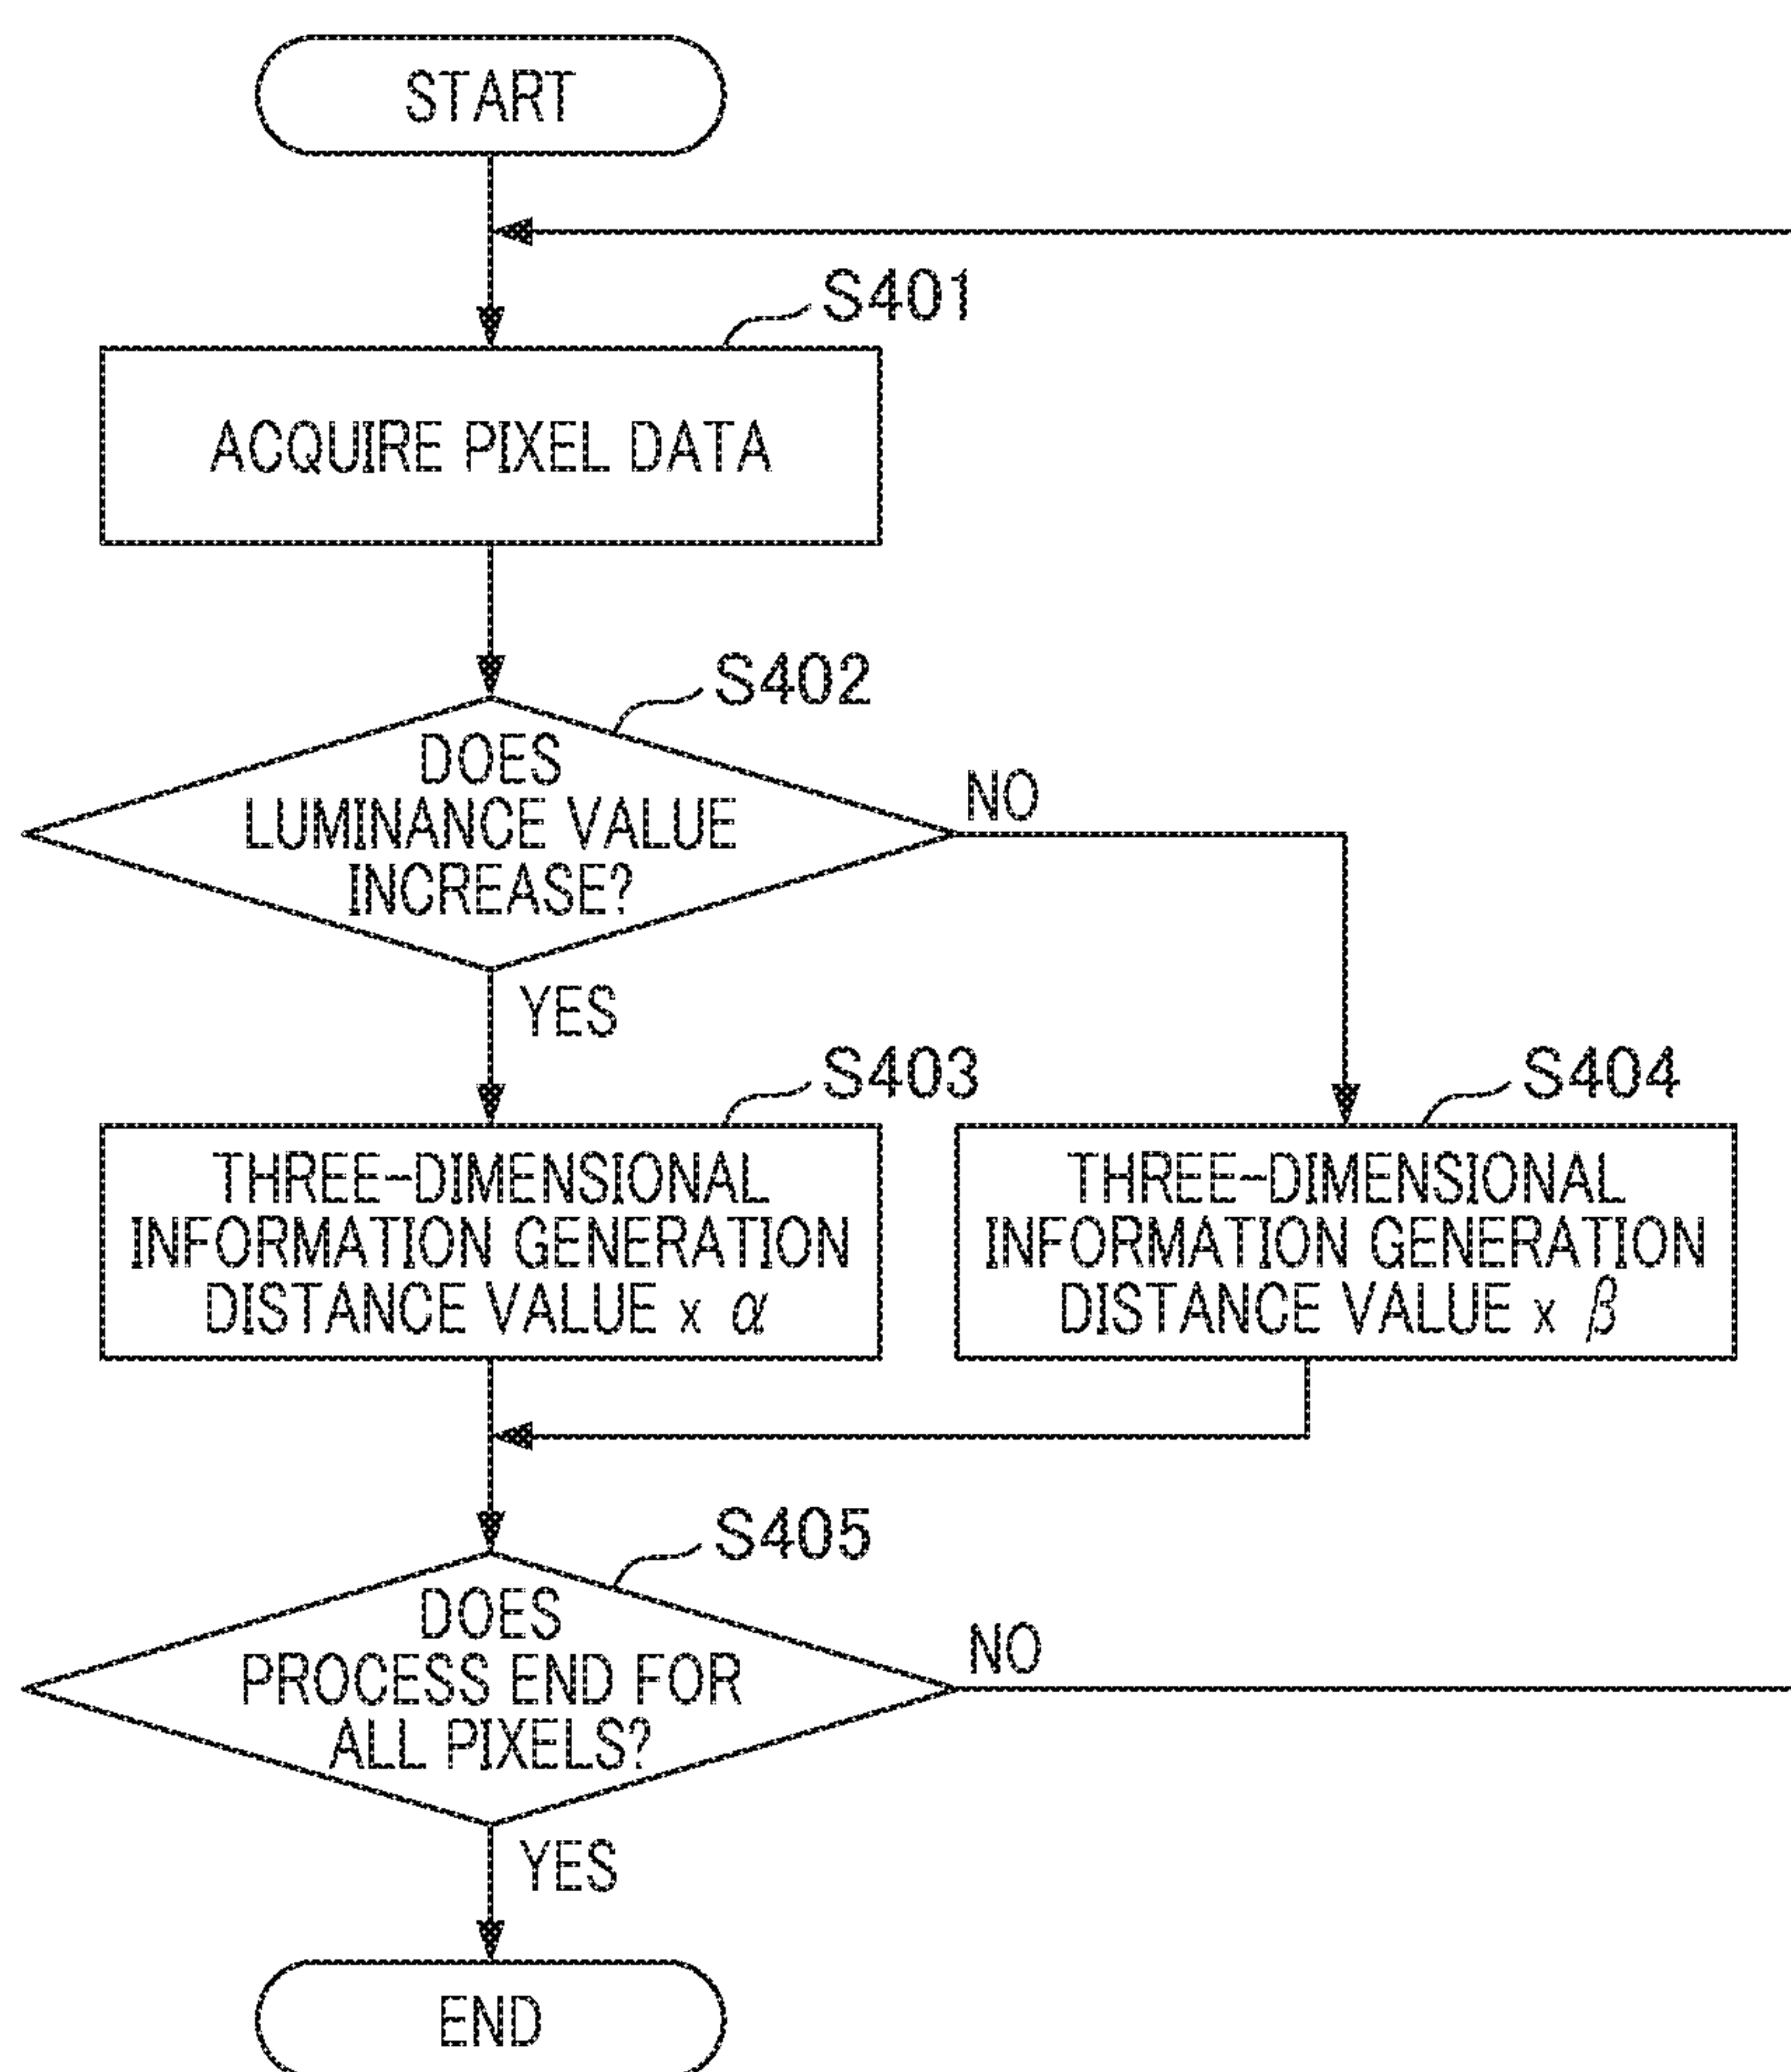 START
S401
ACQUIRE PIXEL DATA
S402
DOES
LUMINANCE VALUE
INCREASE?
NO
YES
S403
THREE-DIMENSIONAL
INFORMATION GENERATION
DISTANCE VALUE x α
S404
THREE-DIMENSIONAL
INFORMATION GENERATION
DISTANCE VALUE x β
S405
DOES
PROCESS END FOR
ALL PIXELS?
NO
YES
END